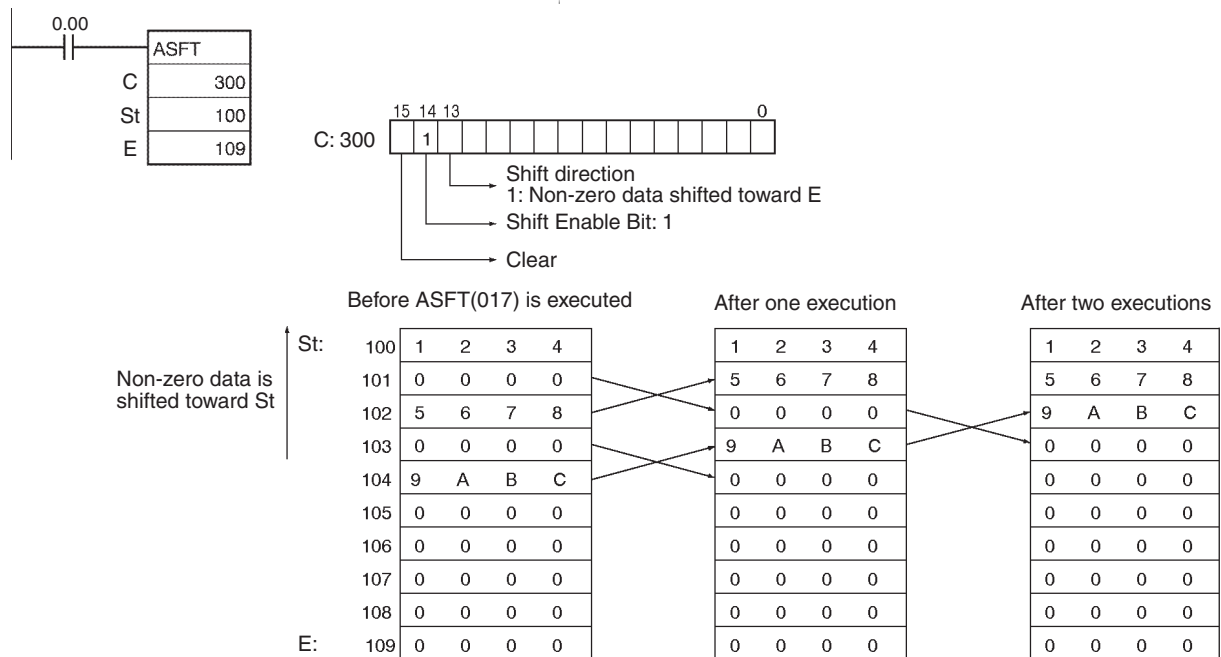 0.00
ASFT
C 300
St 100
E 109
15 14 13 0
C: 300 1
Shift direction
1: Non-zero data shifted toward E
Shift Enable Bit: 1
Clear
Before ASFT(017) is executed After one execution After two executions
St: 100 1 2 3 4 1 2 3 4 1 2 3 4
Non-zero data is
shifted toward St
101 0 0 0 0 5 6 7 8 5 6 7 8
102 5 6 7 8 0 0 0 0 9 A B C
103 0 0 0 0 9 A B C 0 0 0 0
104 9 A B C 0 0 0 0 0 0 0 0
105 0 0 0 0 0 0 0 0 0 0 0 0
106 0 0 0 0 0 0 0 0 0 0 0 0
107 0 0 0 0 0 0 0 0 0 0 0 0
108 0 0 0 0 0 0 0 0 0 0 0 0
E: 109 0 0 0 0 0 0 0 0 0 0 0 0